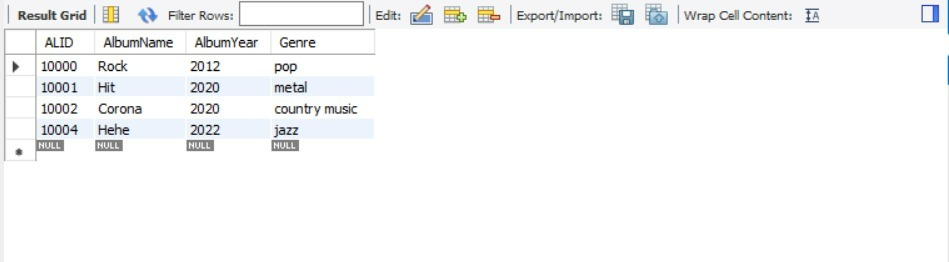 Result Grid Filter Rows: Edit: Export/Import: Wrap Cell Content: IA
ALID AlbumName AlbumYear Genre
10000 Rock 2012 pop
10001 Hit 2020 metal
10002 Corona 2020 country music
10004 Hehe 2022 jazz
NULL NULL NULL NULL